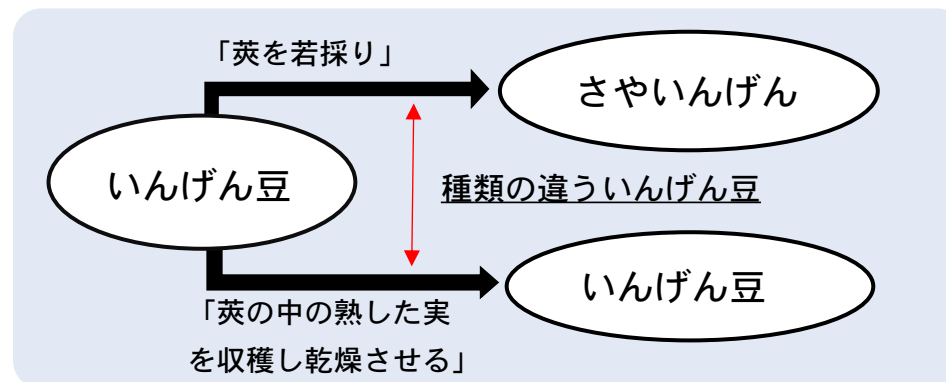 「莢を若採り」
さやいんげん
いんげん豆
種類の違ういんげん豆
いんげん豆
「莢の中の熟した実
を収穫し乾燥させる」